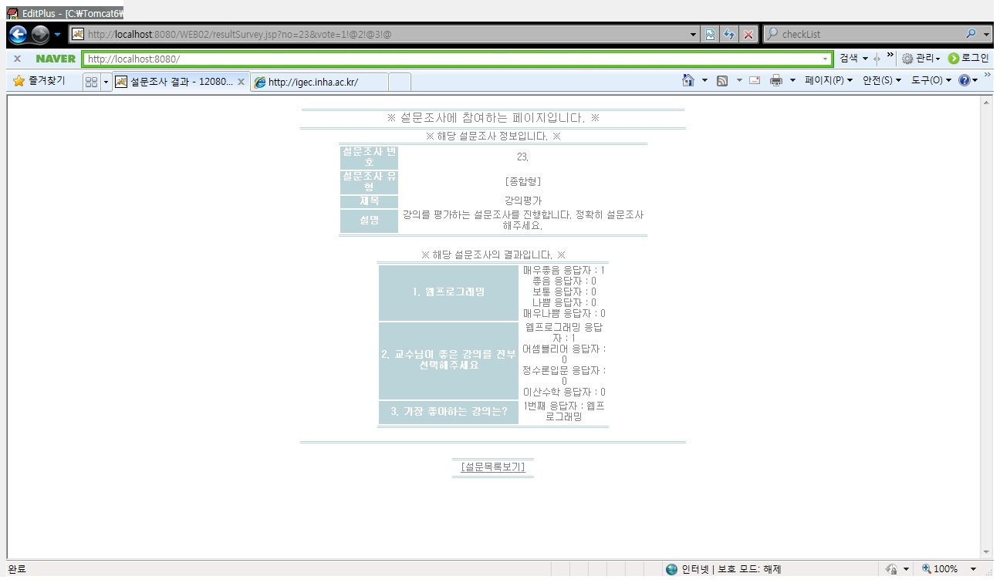 EditPlus - [C:₩Tomcat6₩
http://localhost:8080/WEB02/resultSurvey.jsp?no=23&vote=1!@2!@3!@
checkList
x NAVER http://localhost:8080/ 검색 » 관리 로그인
즐겨찾기 설문조사 결과 - 12080... http://igec.inha.ac.kr/ 페이지(P) 안전(S) 도구(O) »
※ 설문조사에 참여하는 페이지입니다. ※
※ 해당 설문조사 정보입니다. ※
설문조사 번
호
23.
설문조사 유
형
[종합형]
제목 강의평가
설명
강의를 평가하는 설문조사를 진행합니다. 정확히 설문조사
해주세요.
※ 해당 설문조사의 결과입니다. ※
1. 웹프로그래밍
매우좋음 응답자 : 1
좋음 응답자 : 0
보통 응답자 : 0
나쁨 응답자 : 0
매우나쁨 응답자 : 0
2. 교수님이 좋은 강의를 전부
선택해주세요
웹프로그래밍 응답
자 : 1
어셈블리어 응답자 :
0
정수론입문 응답자 :
0
이산수학 응답자 : 0
3. 가장 좋아하는 강의는?
1번째 응답자 : 웹프
로그래밍
[설문목록보기]
완료 인터넷 | 보호 모드: 해제 100%